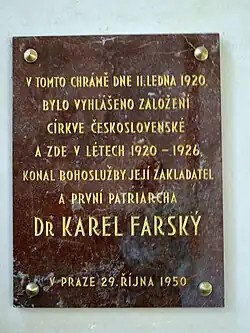 V TOMTO CHRÁMĚ DNE 11.LEDNA 1920
BYLO VYHLÁŠENO ZALOŽENÍ
CÍRKVE ČESKOSLOVENSKÉ
A ZDE V LÉTECH 1920 – 1926
KONAL BOHOSLUŽBY JEJÍ ZAKLADATEL
A PRVNÍ PATRIARCHA
DR KAREL FARSKÝ
V PRAZE 29. ŘÍJNA 1950